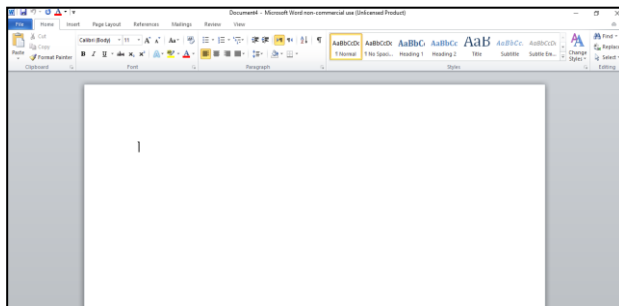 Document4 - Microsoft Word non-commercial use (Unlicensed Product)
File Home Insert Page Layout References Mailings Review View
Cut
Copy
Format Painter
Paste
Calibri (Body) 11
AaBbCcDc AaBbCcDc AaBbC AaBbCc AaB AaBbCc. AaBbCcDc
¶ Normal ¶ No Spaci... Heading 1 Heading 2 Title Subtitle Subtle Em...
Change
Styles
Find
Replace
Select
Clipboard Font Paragraph Styles Editing